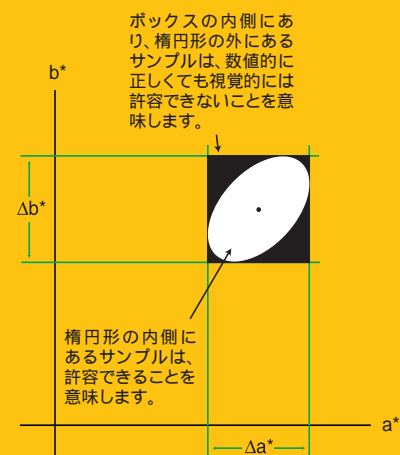 ボックスの内側にあ
り、楕円形の外にある
サンプルは、数値的に
正しくても視覚的には
許容できないことを意
味します。
b*
Δb*
楕円形の内側に
あるサンプルは、
許容できることを
意味します。
a*
Δa*